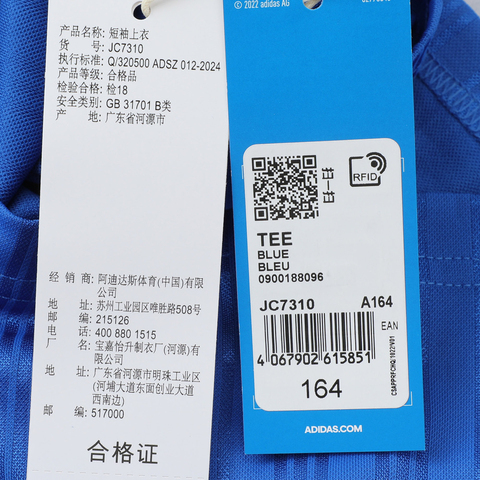 产品名称: 短袖上衣
货 号: JC7310
执行标准: Q/320500 ADSZ 012-2024
产品等级: 合格品
检验合格: 检18
安全类别: GB 31701 B类
产 地: 广东省河源市
经 销 商: 阿迪达斯体育(中国)有限
公司
地 址: 苏州工业园区唯胜路508号
邮 编: 215126
电 话: 400 880 1515
厂 名: 宝嘉怡升制衣厂(河源)有
限公司
地 址: 广东省河源市明珠工业区
(河埔大道东面创业大道
西南边)
邮 编: 517000
合格证
© 2022 adidas AG
RFID
TEE
BLUE
BLEU
0900188096
JC7310 A164
EAN
4 067902 615851
164
ADIDAS.COM